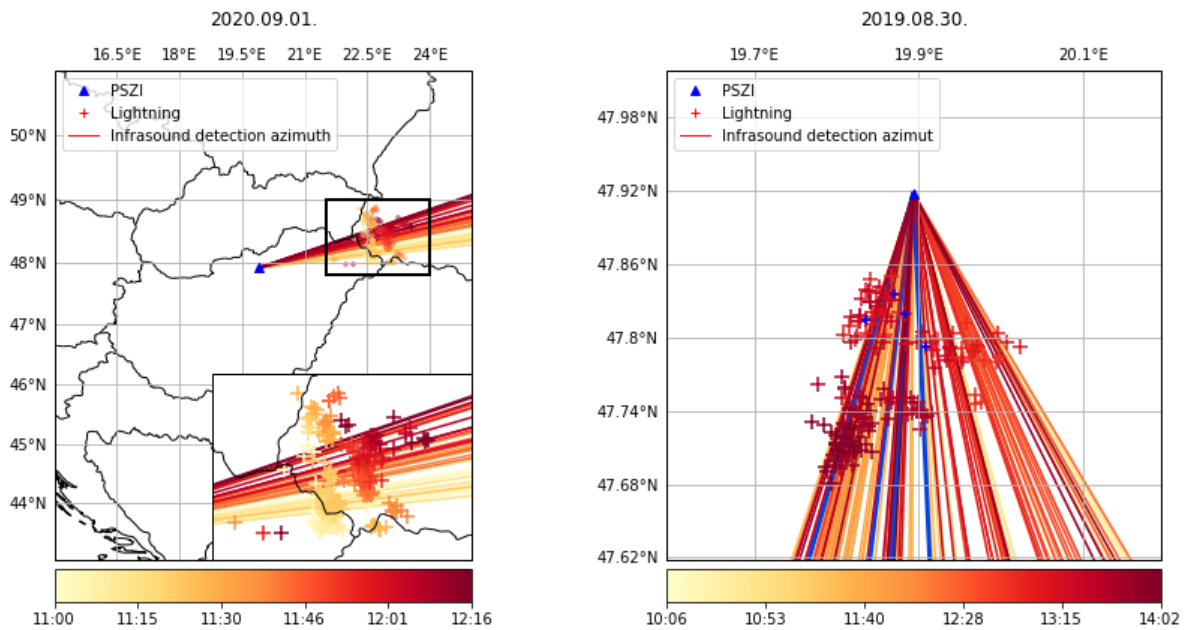 2020.09.01.
16.5°E 18°E 19.5°E 21°E 22.5°E 24°E
PSZI
Lightning
Infrasound detection azimuth
50°N
49°N
48°N
47°N
46°N
45°N
44°N
11:00 11:15 11:30 11:46 12:01 12:16
2019.08.30.
19.7°E 19.9°E 20.1°E
PSZI
Lightning
Infrasound detection azimut
47.98°N
47.92°N
47.86°N
47.8°N
47.74°N
47.68°N
47.62°N
10:06 10:53 11:40 12:28 13:15 14:02